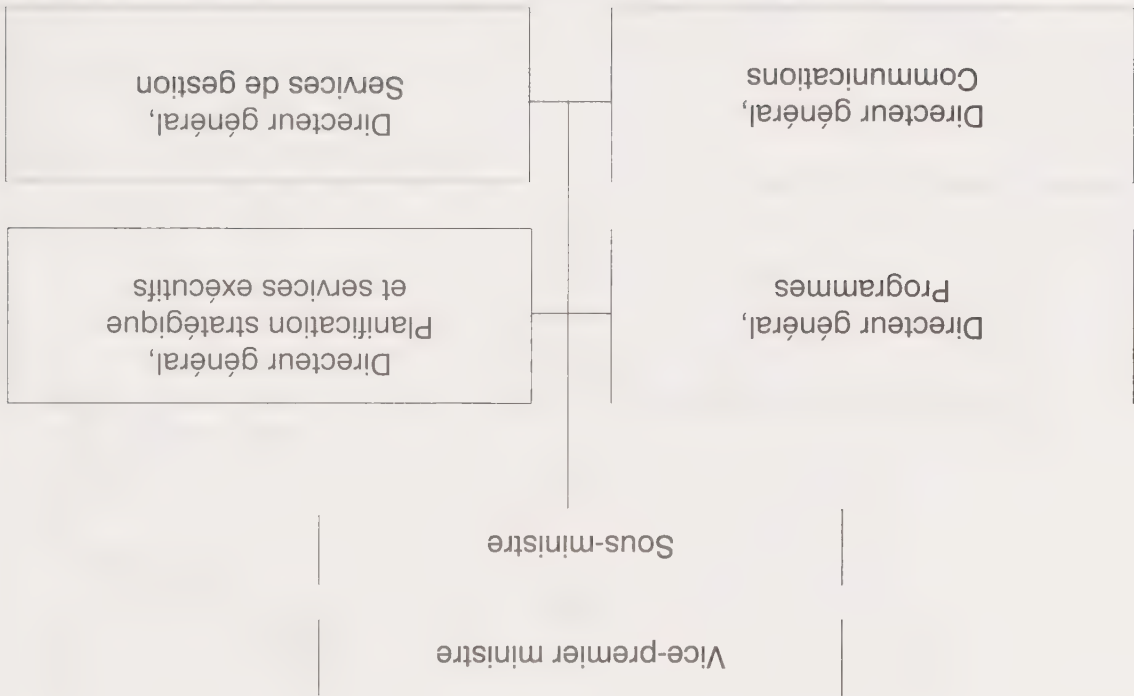 Vice-premier ministre
Sous-ministre
Directeur général,
Programmes
Directeur général,
Planification stratégique
et services exécutifs
Directeur général,
Communications
Directeur général,
Services de gestion